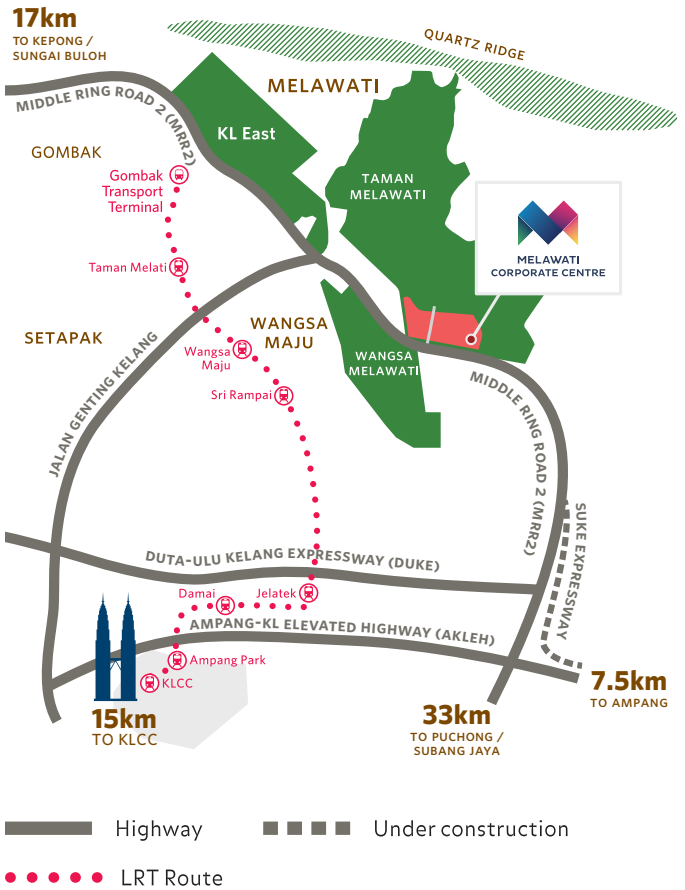 17km
TO KEPONG /
SUNGAI BULOH
QUARTZ RIDGE
MELAWATI
MIDDLE RING ROAD 2 (MRR2)
KL East
GOMBAK
Gombak
Transport
Terminal
TAMAN
MELAWATI
MELAWATI
CORPORATE CENTRE
Taman Melati
SETAPAK
WANGSA
MAJU
Wangsa
Maju
WANGSA
MELAWATI
Sri Rampai
JALAN GENTING KELANG
MIDDLE RING ROAD 2 (MRR2)
SUKE EXPRESSWAY
DUTA-ULU KELANG EXPRESSWAY (DUKE)
Damai
Jelatek
AMPANG-KL ELEVATED HIGHWAY (AKLEH)
Ampang Park
KLCC
7.5km
TO AMPANG
15km
TO KLCC
33km
TO PUCHONG /
SUBANG JAYA
Highway
Under construction
LRT Route